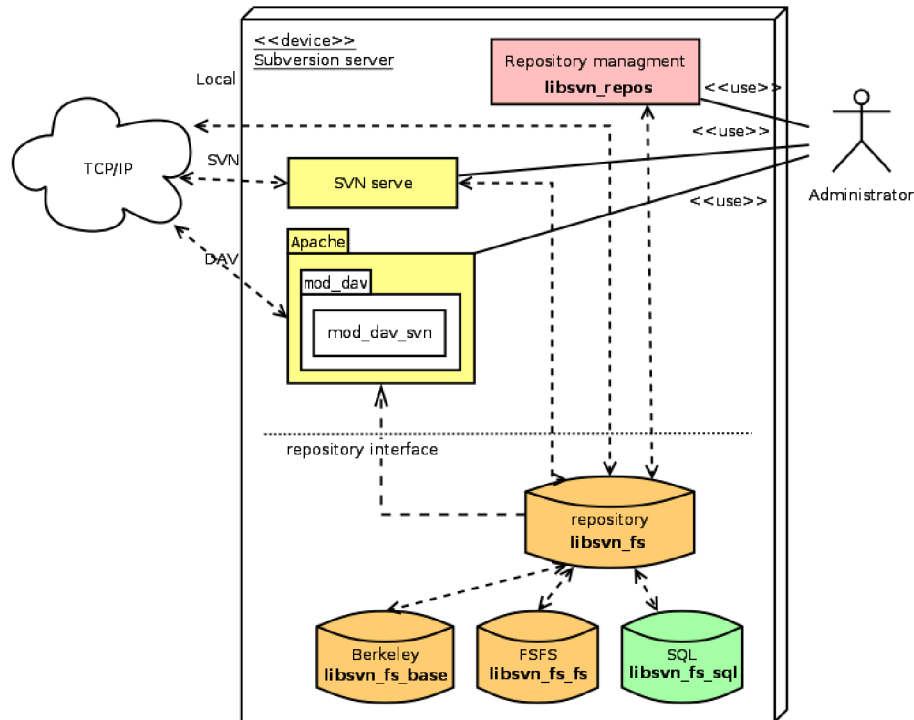 <<device>>
Subversion server
Repository managment
libsvn_repos
Local
<<use>>
<<use>>
SVN
TCP/IP
SVN serve
Administrator
<<use>>
Apache
DAV
mod_dav
mod_dav_svn
repository interface
repository
libsvn_fs
Berkeley
libsvn_fs_base
FSFS
libsvn_fs_fs
SQL
libsvn_fs_sql